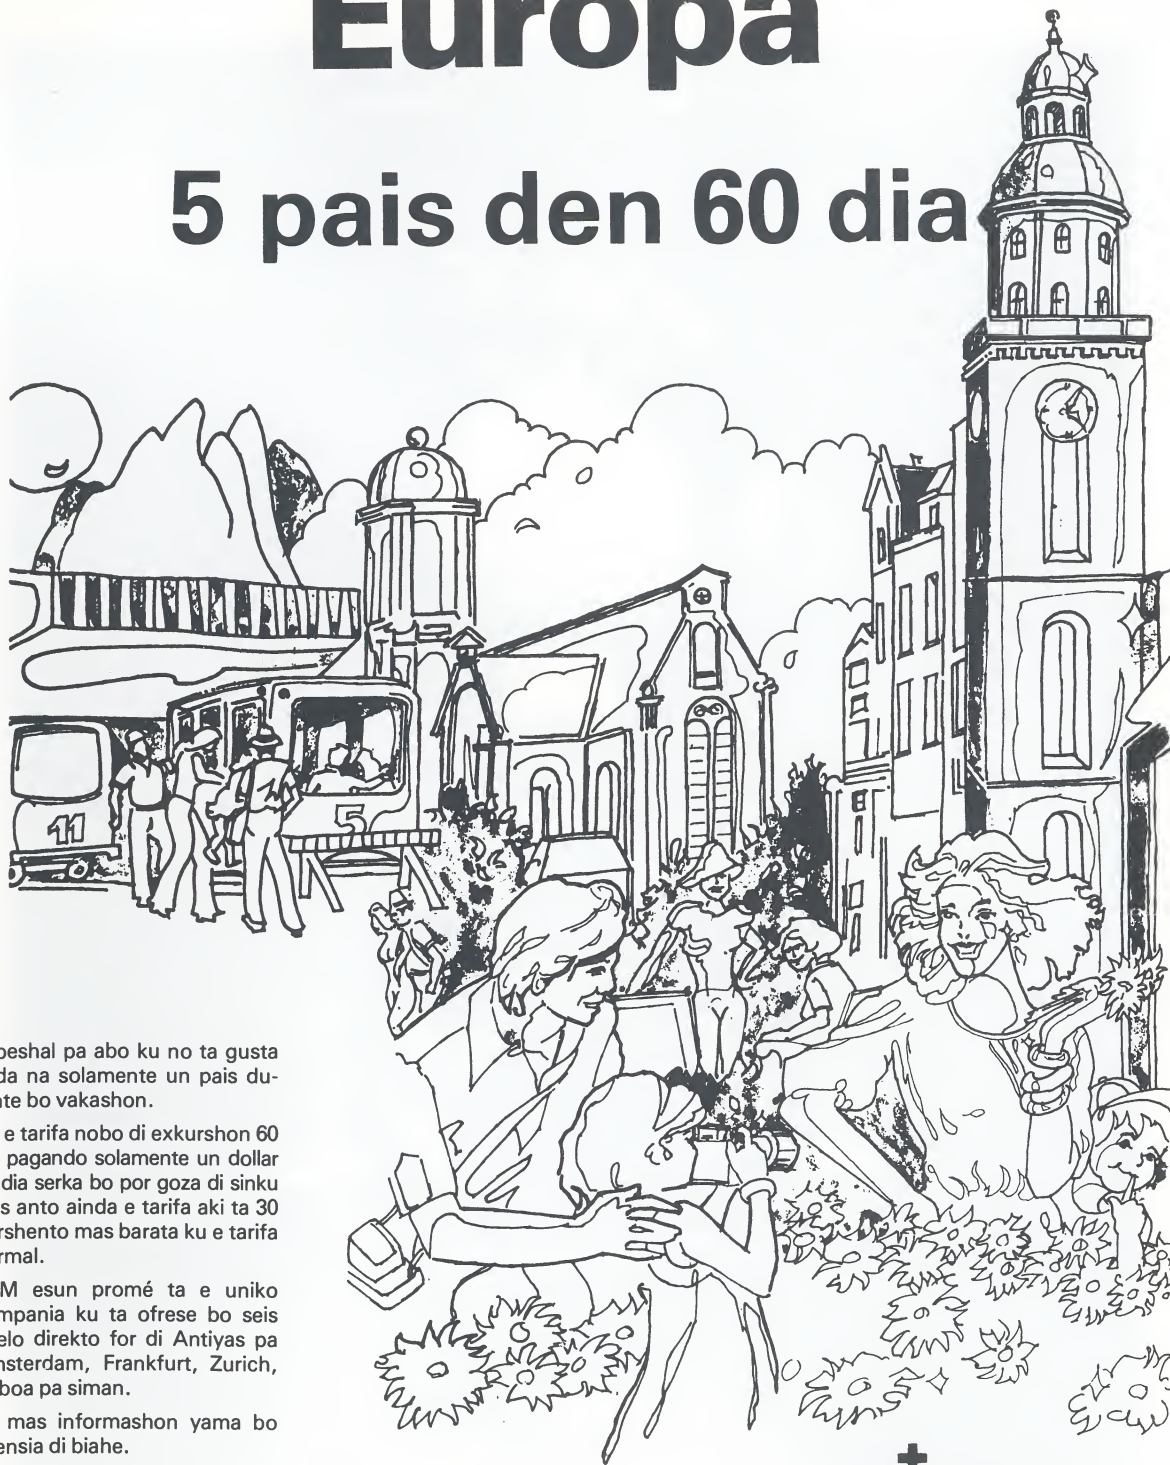 Europa
5 pais den 60 dia
peshal pa abo ku no ta gusta
da na solamente un pais du-
te bo vakashon.
e tarifa nobo di exkurshon 60
pagando solamente un dollar
dia serka bo por goza di sinku
s anto ainda e tarifa aki ta 30
rshento mas barata ku e tarifa
rmal.
M esun promé ta e uniko
mpania ku ta ofrese bo seis
elo direkto for di Antiyas pa
nsterdam, Frankfurt, Zurich,
boa pa siman.
mas informashon yama bo
ensia di biahe.
11
5